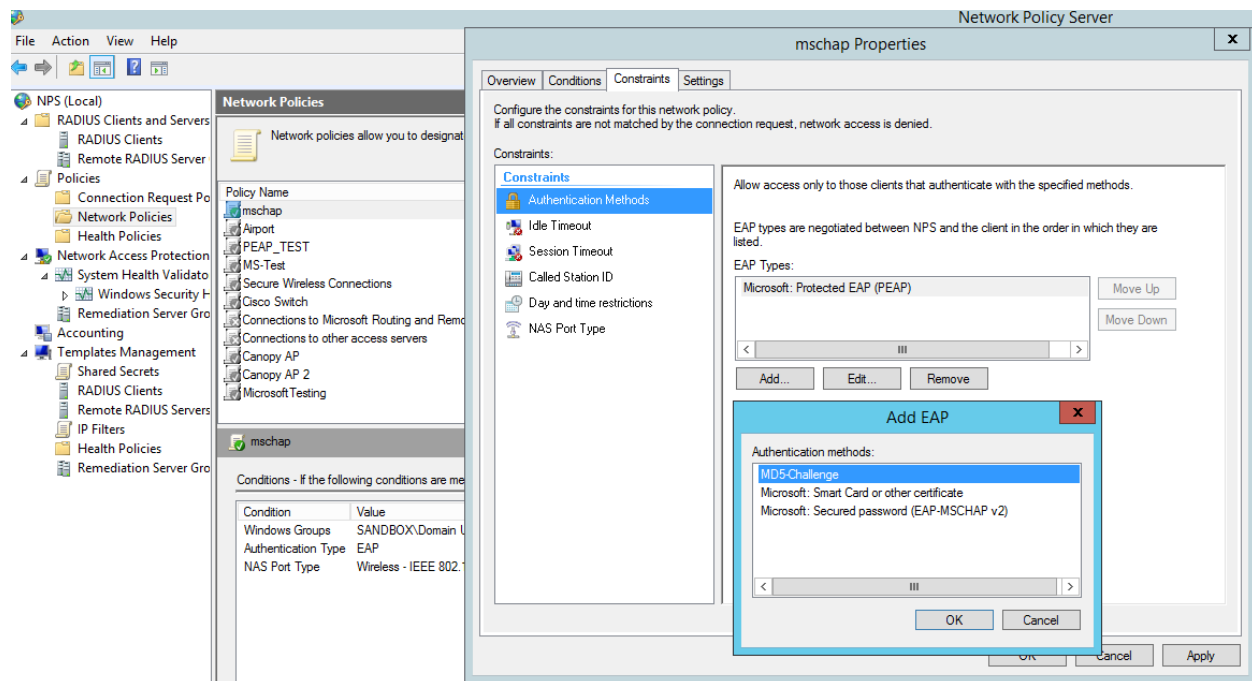 Network Policy Server
File Action View Help
NPS (Local)
RADIUS Clients and Servers
RADIUS Clients
Remote RADIUS Server
Policies
Connection Request Po
Network Policies
Health Policies
Network Access Protection
System Health Validato
Windows Security H
Remediation Server Gro
Accounting
Templates Management
Shared Secrets
RADIUS Clients
Remote RADIUS Servers
IP Filters
Health Policies
Remediation Server Gro
Network Policies
Network policies allow you to designat
Policy Name
mschap
Airport
PEAP_TEST
MS-Test
Secure Wireless Connections
Cisco Switch
Connections to Microsoft Routing and Remo
Connections to other access servers
Canopy AP
Canopy AP 2
MicrosoftTesting
mschap
Conditions - If the following conditions are me
Condition Value
Windows Groups SANDBOX\Domain U
Authentication Type EAP
NAS Port Type Wireless - IEEE 802.1
mschap Properties
x
Overview Conditions Constraints Settings
Configure the constraints for this network policy.
If all constraints are not matched by the connection request, network access is denied.
Constraints:
Constraints
Authentication Methods
Idle Timeout
Session Timeout
Called Station ID
Day and time restrictions
NAS Port Type
Allow access only to those clients that authenticate with the specified methods.
EAP types are negotiated between NPS and the client in the order in which they are
listed.
EAP Types:
Microsoft: Protected EAP (PEAP)
Move Up
Move Down
Add... Edit... Remove
Add EAP
x
Authentication methods:
MD5-Challenge
Microsoft: Smart Card or other certificate
Microsoft: Secured password (EAP-MSCHAP v2)
OK Cancel
OK Cancel Apply